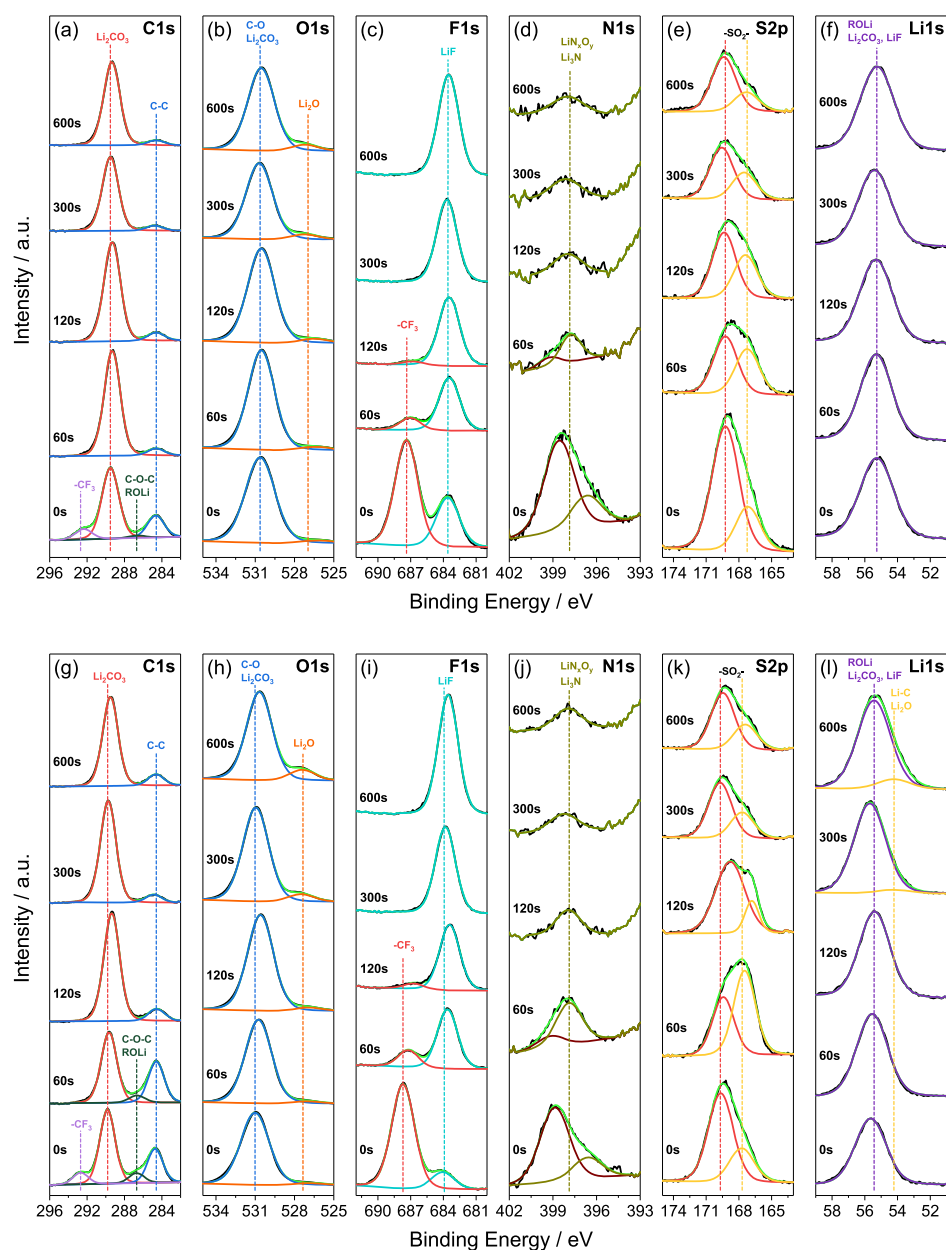 (a) C1s
Li₂CO₃
C-C
600s
300s
120s
60s
-CF₃
C-O-C
ROLi
0s
296 292 288 284
(b) O1s
C-O
Li₂CO₃
Li₂O
600s
300s
120s
60s
0s
534 531 528 525
(c) F1s
LiF
600s
300s
-CF₃
120s
60s
0s
690 687 684 681
(d) N1s
LiNₓOᵧ
Li₃N
600s
300s
120s
60s
0s
402 399 396 393
(e) S2p
-SO₂-
600s
300s
120s
60s
0s
174 171 168 165
(f) Li1s
ROLi
Li₂CO₃, LiF
600s
300s
120s
60s
0s
58 56 54 52
Intensity / a.u.
Binding Energy / eV
(g) C1s
Li₂CO₃
C-C
600s
300s
120s
C-O-C
ROLi
60s
-CF₃
0s
296 292 288 284
(h) O1s
C-O
Li₂CO₃
Li₂O
600s
300s
120s
60s
0s
534 531 528 525
(i) F1s
LiF
600s
300s
-CF₃
120s
60s
0s
690 687 684 681
(j) N1s
LiNₓOᵧ
Li₃N
600s
300s
120s
60s
0s
402 399 396 393
(k) S2p
-SO₂-
600s
300s
120s
60s
0s
174 171 168 165
(l) Li1s
ROLi
Li₂CO₃, LiF
Li-C
Li₂O
600s
300s
120s
60s
0s
58 56 54 52
Intensity / a.u.
Binding Energy / eV